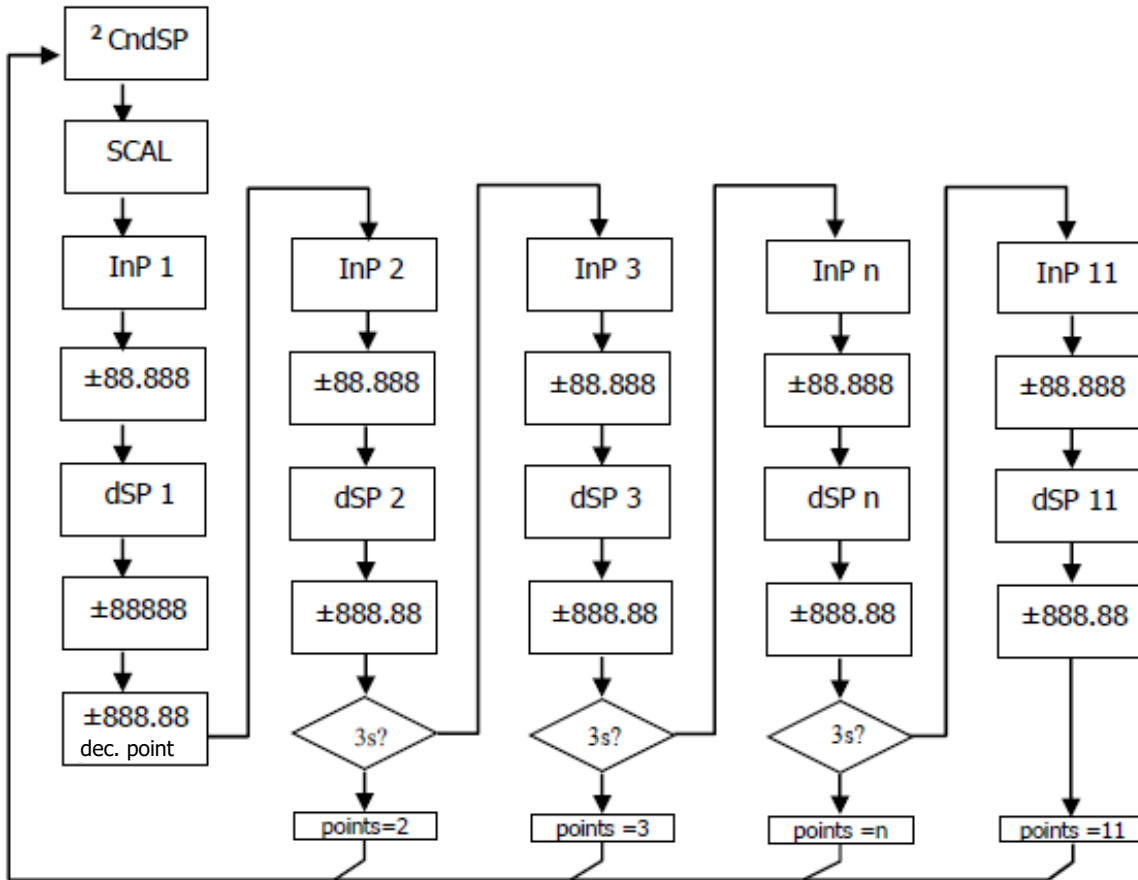 ² CndSP
SCAL
InP 1
±88.888
dSP 1
±88888
±888.88
dec. point
InP 2
±88.888
dSP 2
±888.88
3s?
points=2
InP 3
±88.888
dSP 3
±888.88
3s?
points =3
InP n
±88.888
dSP n
±888.88
3s?
points =n
InP 11
±88.888
dSP 11
±888.88
points =11